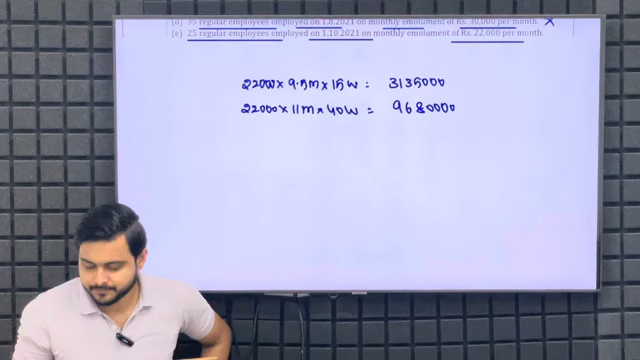 (d) 35 regular employees employed on 1.8.2021 on monthly emolument of Rs. 30,000 per month. X
(e) 25 regular employees employed on 1.10.2021 on monthly emolument of Rs. 22,000 per month.
22000 x 9.5m x 15w = 3135000
22000 x 11m x 40w = 9680000